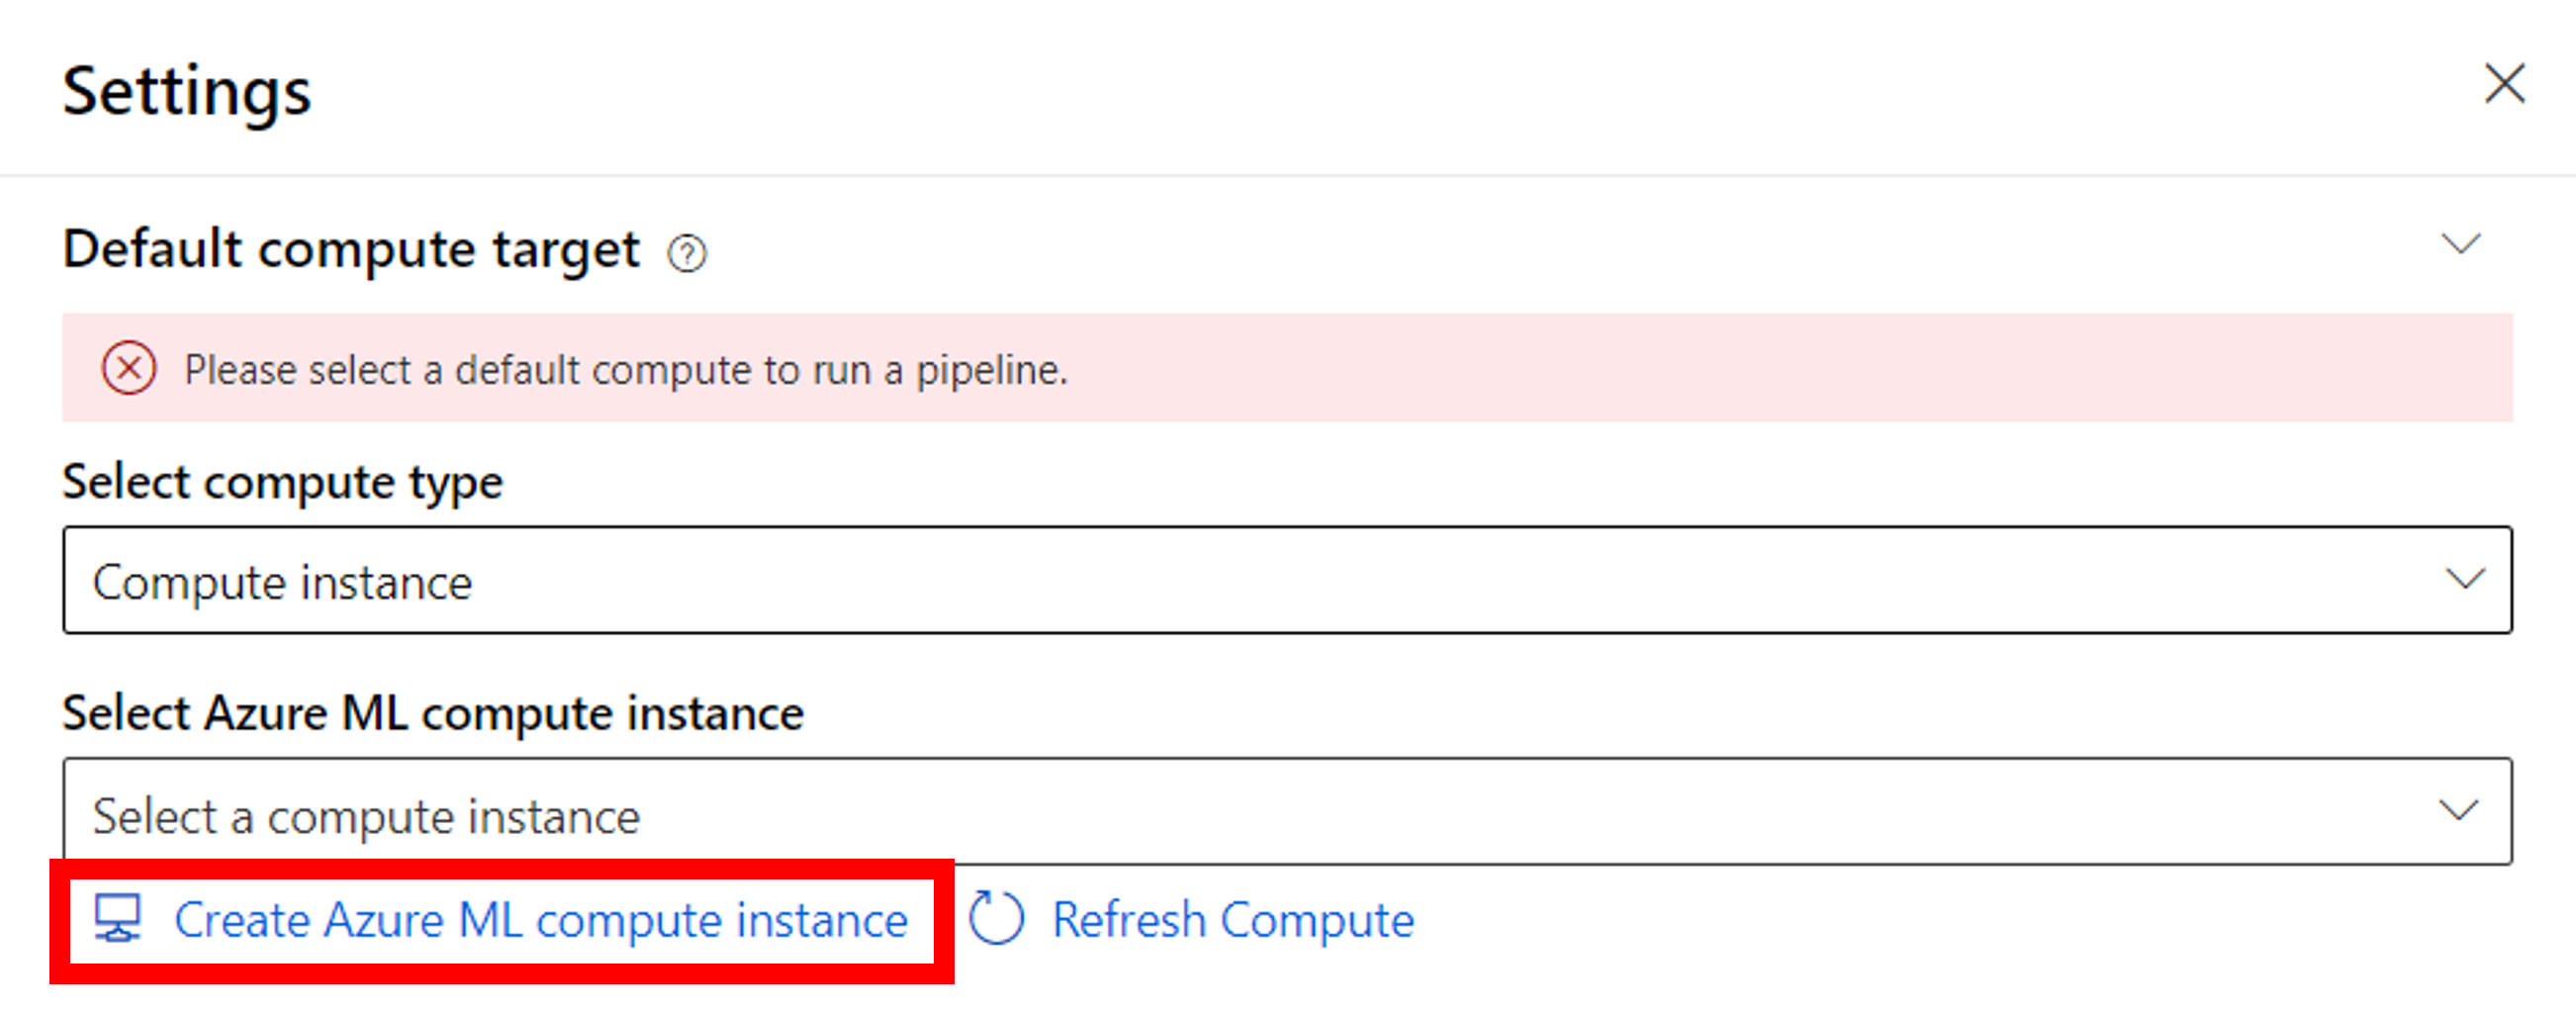 Settings
Default compute target
Please select a default compute to run a pipeline.
Select compute type
Compute instance
Select Azure ML compute instance
Select a compute instance
Create Azure ML compute instance Refresh Compute